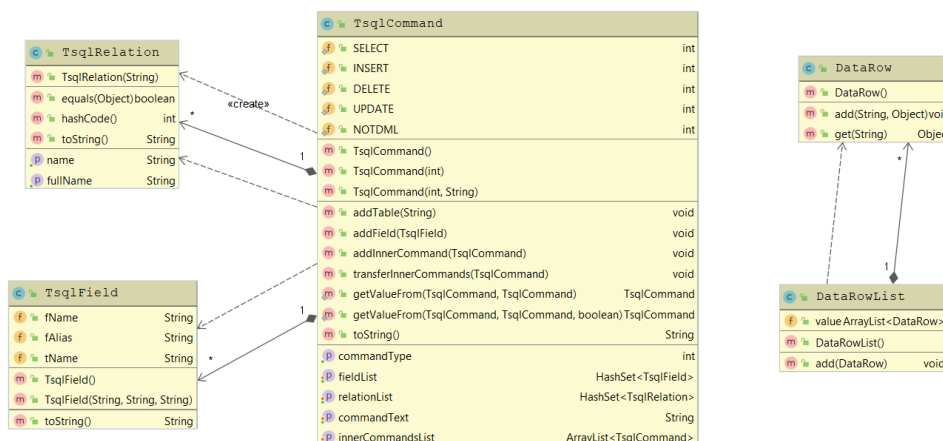 TsqlCommand
SELECT int
INSERT int
DELETE int
UPDATE int
NOTDML int
TsqlCommand()
TsqlCommand(int)
TsqlCommand(int, String)
addTable(String) void
addField(TsqlField) void
addInnerCommand(TsqlCommand) void
transferInnerCommands(TsqlCommand) void
getValueFrom(TsqlCommand, TsqlCommand) TsqlCommand
getValueFrom(TsqlCommand, TsqlCommand, boolean) TsqlCommand
toString() String
commandType int
fieldList HashSet<TsqlField>
relationList HashSet<TsqlRelation>
commandText String
innerCommandsList ArrayList<TsqlCommand>
TsqlRelation
TsqlRelation(String)
equals(Object) boolean
hashCode() int
toString() String
name String
fullName String
«create»
*
1
TsqlField
fName String
fAlias String
tName String
TsqlField()
TsqlField(String, String, String)
toString() String
1
*
DataRow
DataRow()
add(String, Object) voi
get(String) Objec
*
1
DataRowList
value ArrayList<DataRow>
DataRowList()
add(DataRow) void